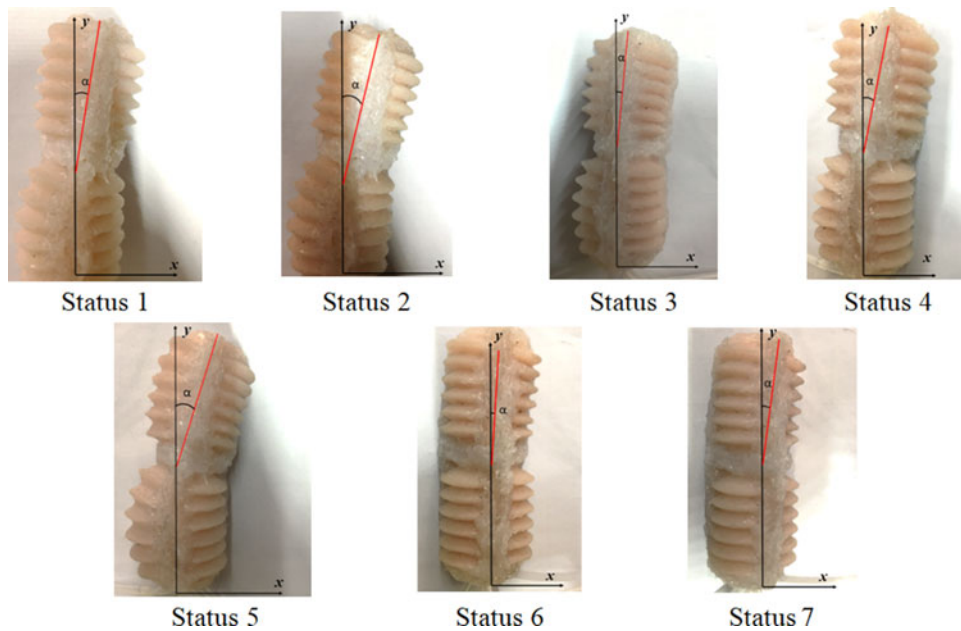 y
α
x
Status 1
y
α
x
Status 2
y
α
x
Status 3
y
α
x
Status 4
y
α
x
Status 5
y
α
x
Status 6
y
α
x
Status 7